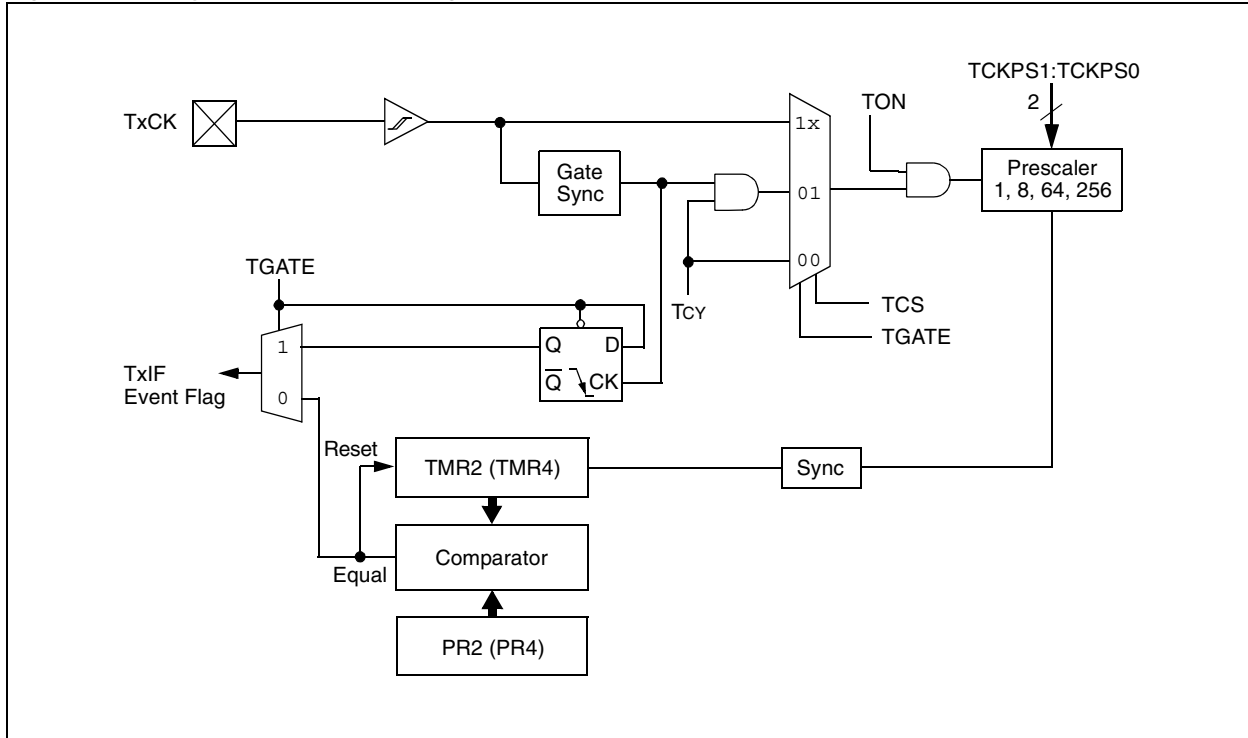 TCKPS1:TCKPS0
2
TON
TxCK
1x
Prescaler
1, 8, 64, 256
Gate
Sync
01
00
TGATE
TCY
TCS
TGATE
1
Q
D
TxIF
Event Flag
Q
CK
0
Reset
TMR2 (TMR4)
Sync
Comparator
Equal
PR2 (PR4)